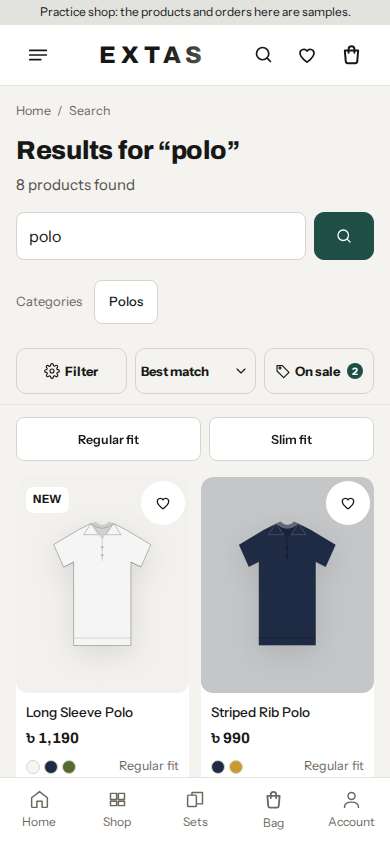 Practice shop: the products and orders here are samples.
EXTAS
Home / Search
Results for “polo”
8 products found
polo
Categories Polos
Filter Best match On sale 2
Regular fit Slim fit
NEW
Long Sleeve Polo Striped Rib Polo
৳ 1,190 ৳ 990
Regular fit Regular fit
Home Shop Sets Bag Account